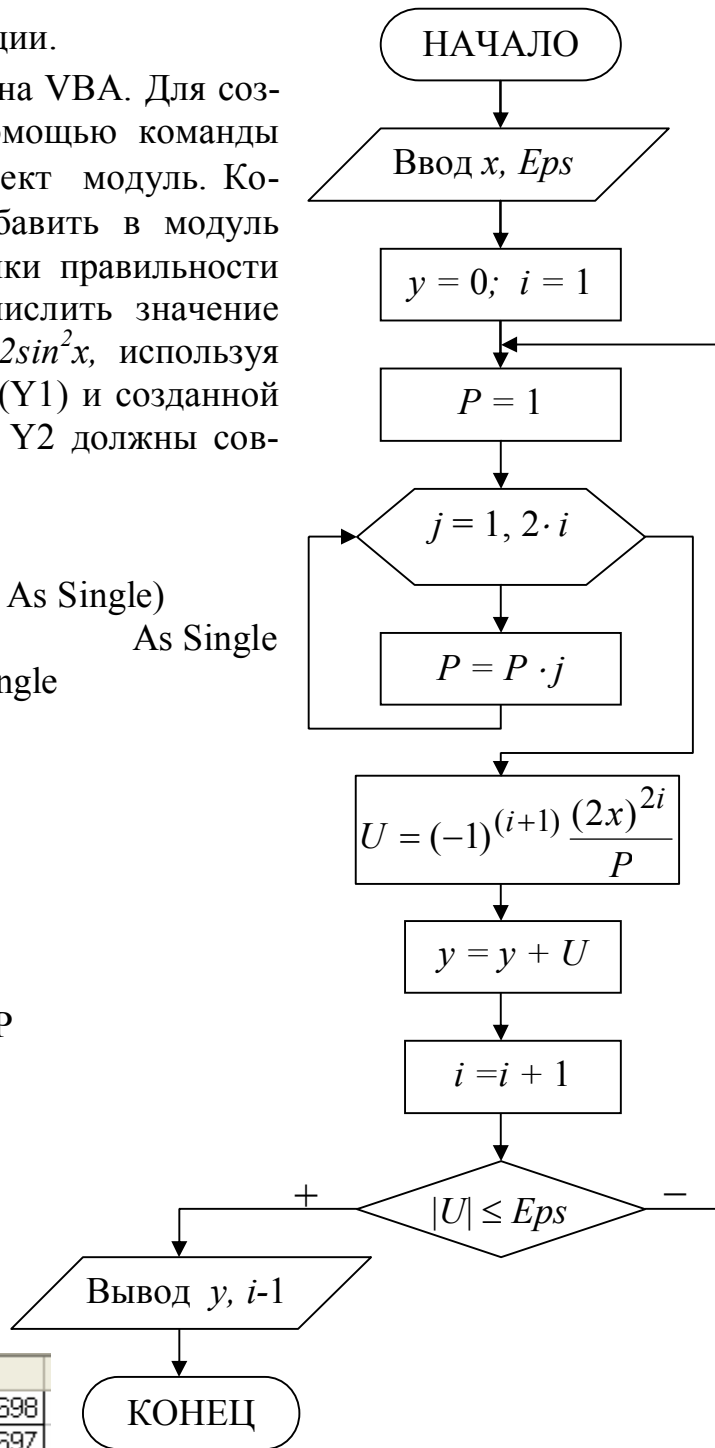 ции.
на VBA. Для соз-
омощью команды
ект модуль. Ко-
бавить в модуль
ки правильности
числить значение
2sin²x, используя
(Y1) и созданной
Y2 должны сов-
As Single)
As Single
ngle
P
698
697
НАЧАЛО
Ввод x, Eps
y = 0; i = 1
P = 1
j = 1, 2· i
P = P · j
U = (−1)^(i+1) (2x)^2i / P
y = y + U
i =i + 1
|U| ≤ Eps
+
−
Вывод y, i-1
КОНЕЦ